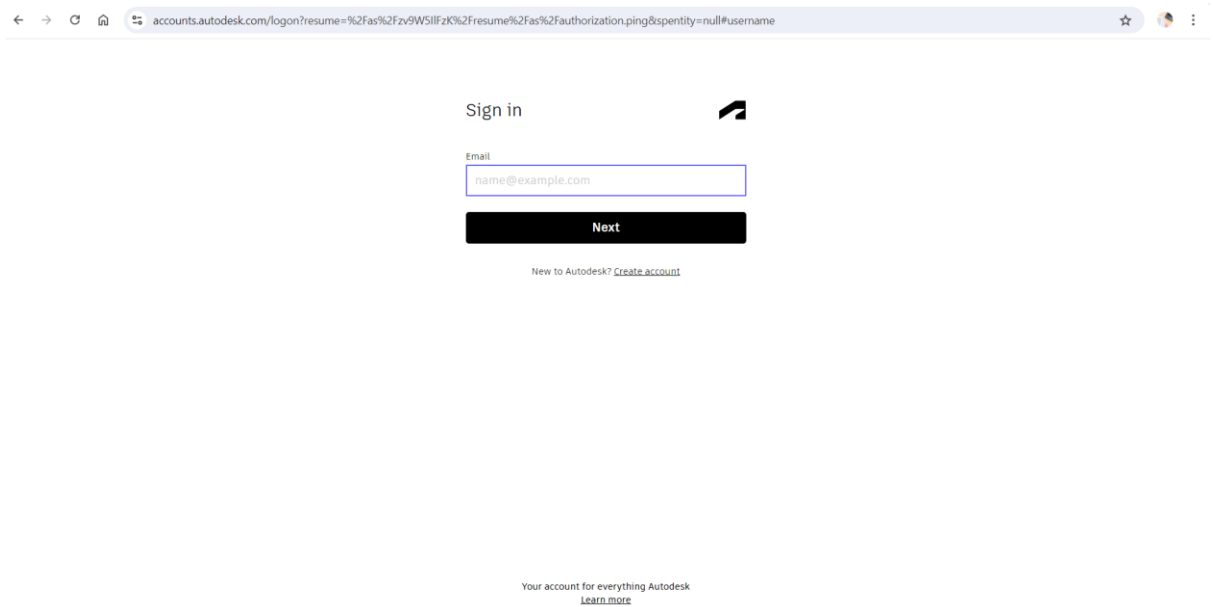 accounts.autodesk.com/logon?resume=%2Fas%2Fzv9W5IlFzK%2Fresume%2Fas%2Fauthorization.ping&spentity=null#username
Sign in
Email
name@example.com
Next
New to Autodesk? Create account
Your account for everything Autodesk
Learn more